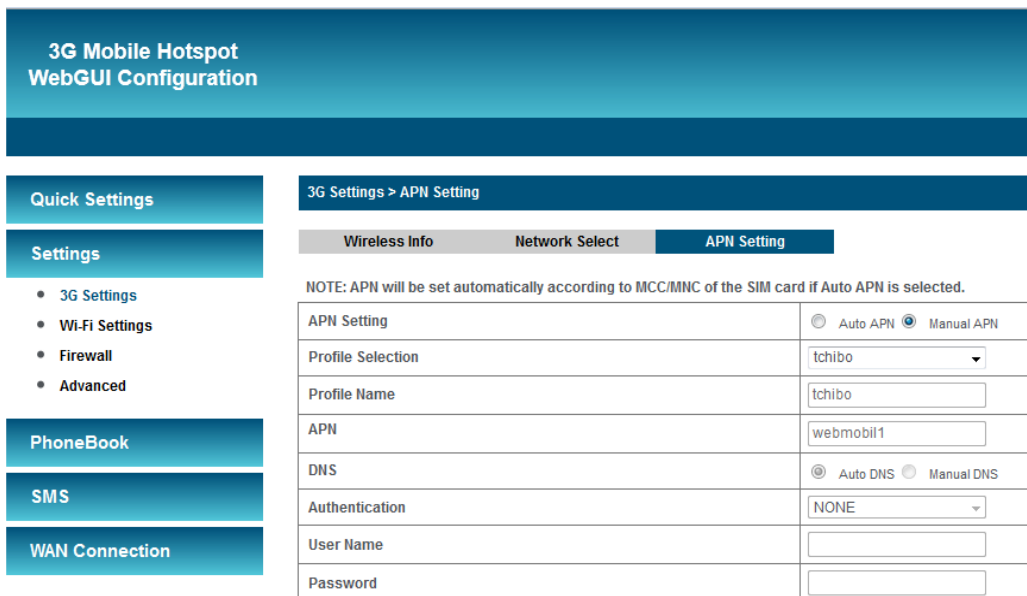 3G Mobile Hotspot
WebGUI Configuration
Quick Settings
Settings
3G Settings
Wi-Fi Settings
Firewall
Advanced
PhoneBook
SMS
WAN Connection
3G Settings > APN Setting
Wireless Info Network Select APN Setting
NOTE: APN will be set automatically according to MCC/MNC of the SIM card if Auto APN is selected.
APN Setting Auto APN Manual APN
Profile Selection tchibo
Profile Name tchibo
APN webmobil1
DNS Auto DNS Manual DNS
Authentication NONE
User Name
Password